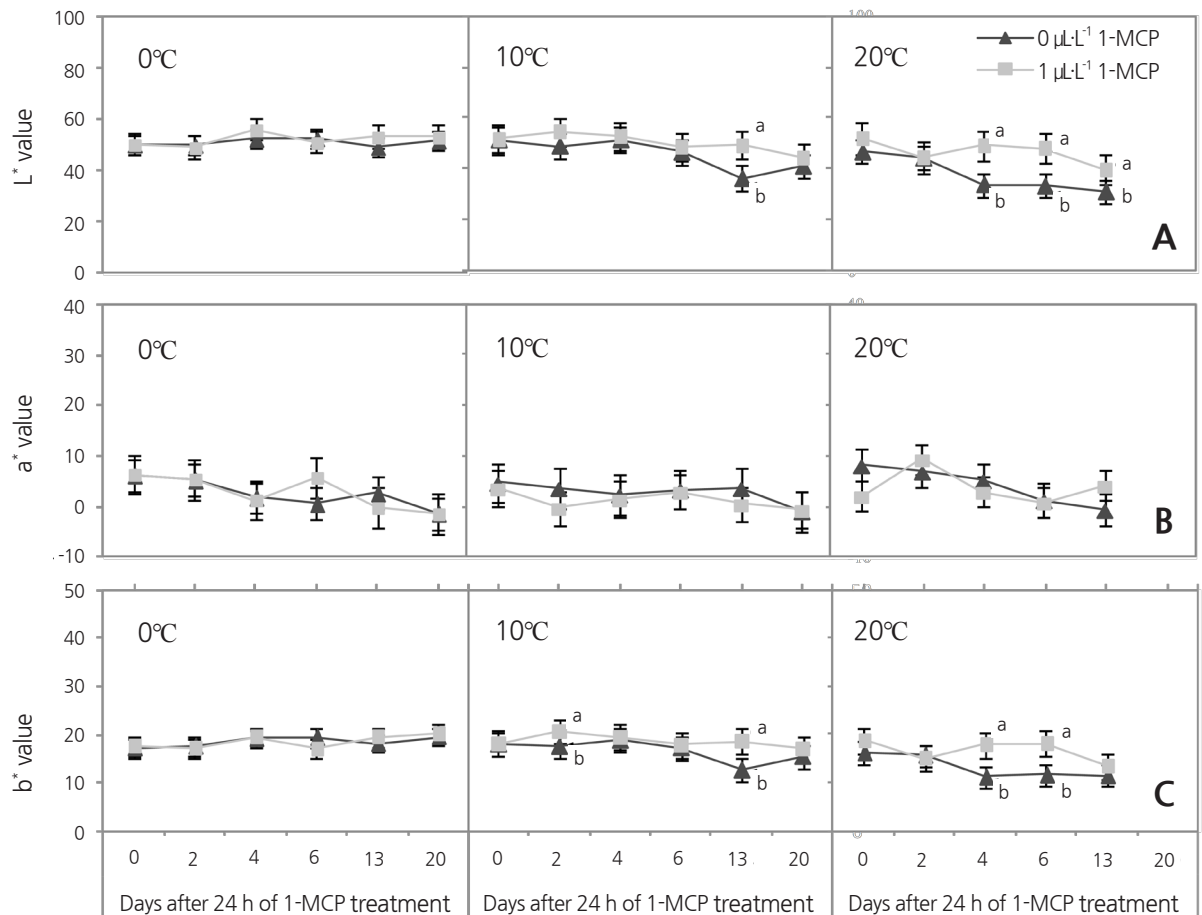 100
80
60
40
20
0
L* value
0℃
10℃
20℃
0 µL·L⁻¹ 1-MCP
1 µL·L⁻¹ 1-MCP
a
b
a
b
a
b
a
b
A
40
30
20
10
0
-10
a* value
0℃
10℃
20℃
B
50
40
30
20
10
0
b* value
0℃
10℃
20℃
a
b
a
b
a
b
a
b
C
0 2 4 6 13 20
0 2 4 6 13 20
0 2 4 6 13 20
Days after 24 h of 1-MCP treatment
Days after 24 h of 1-MCP treatment
Days after 24 h of 1-MCP treatment